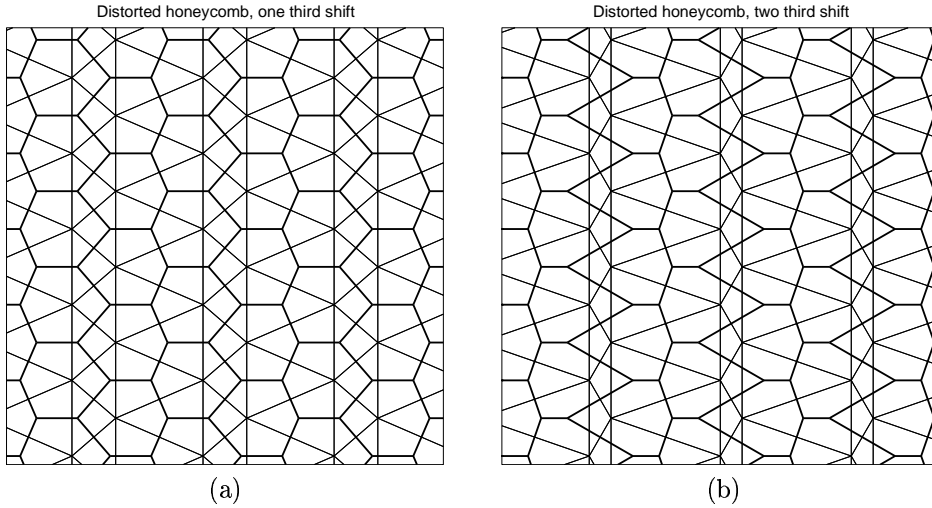 Distorted honeycomb, one third shift
Distorted honeycomb, two third shift
(a)
(b)